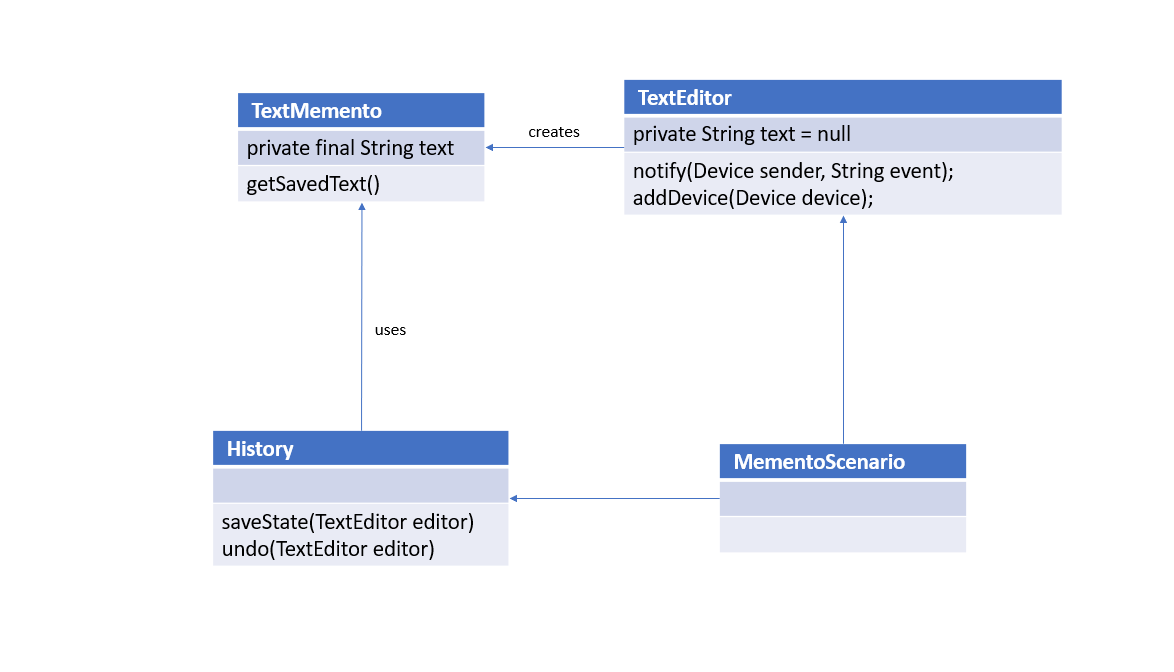 TextMemento
private final String text
getSavedText()
creates
TextEditor
private String text = null
notify(Device sender, String event);
addDevice(Device device);
uses
History
saveState(TextEditor editor)
undo(TextEditor editor)
MementoScenario